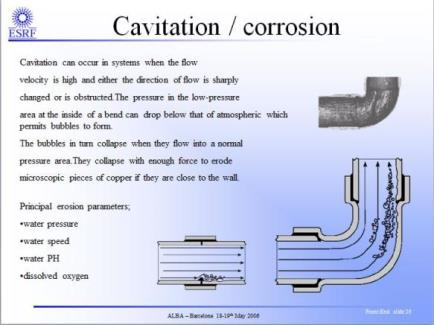 ESRF
Cavitation / corrosion
Cavitation can occur in systems when the flow
velocity is high and either the direction of flow is sharply
changed or is obstructed.The pressure in the low-pressure
area at the inside of a bend can drop below that of atmospheric which
permits bubbles to form.
The bubbles in turn collapse when they flow into a normal
pressure area.They collapse with enough force to erode
microscopic pieces of copper if they are close to the wall.
Principal erosion parameters;
•water pressure
•water speed
•water PH
•dissolved oxygen
ALBA – Barcelona 18-19th May 2006
Front End slide 26